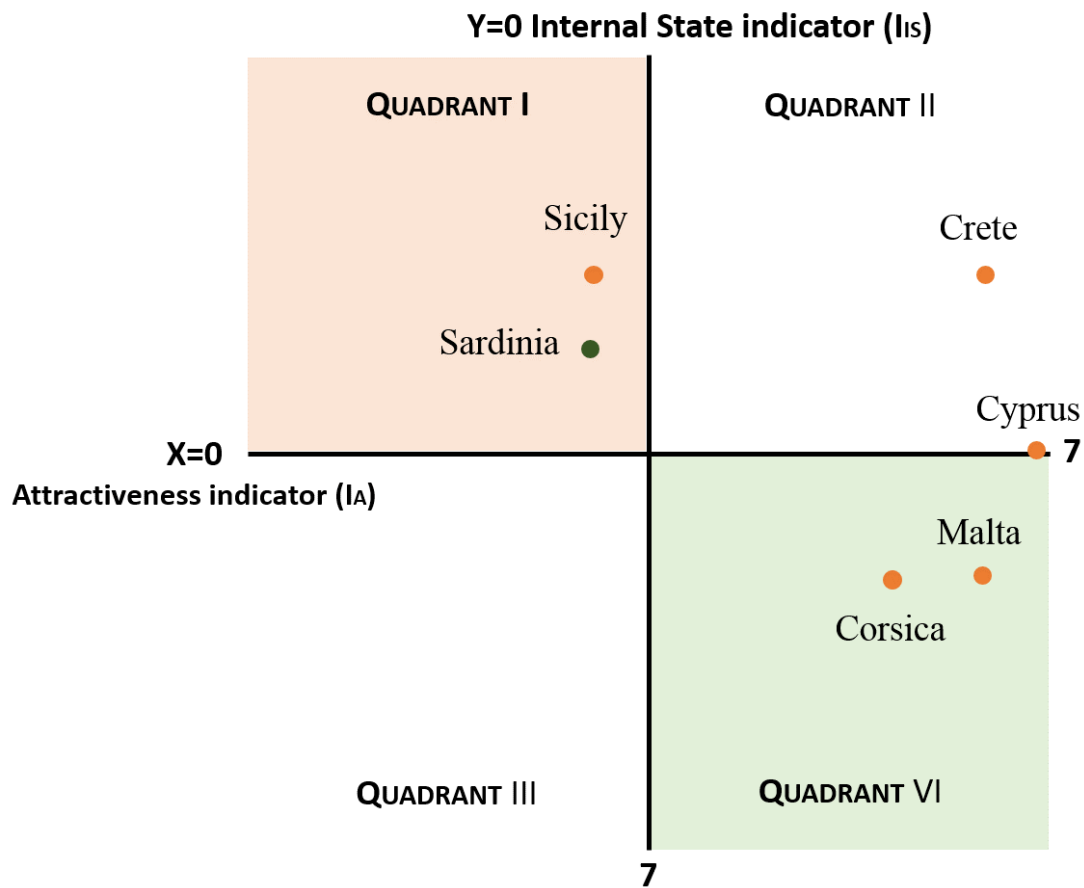 Y=0 Internal State indicator (IIS)
QUADRANT I
QUADRANT II
Sicily
Crete
Sardinia
Cyprus
X=0
7
Attractiveness indicator (IA)
Malta
Corsica
QUADRANT III
QUADRANT VI
7